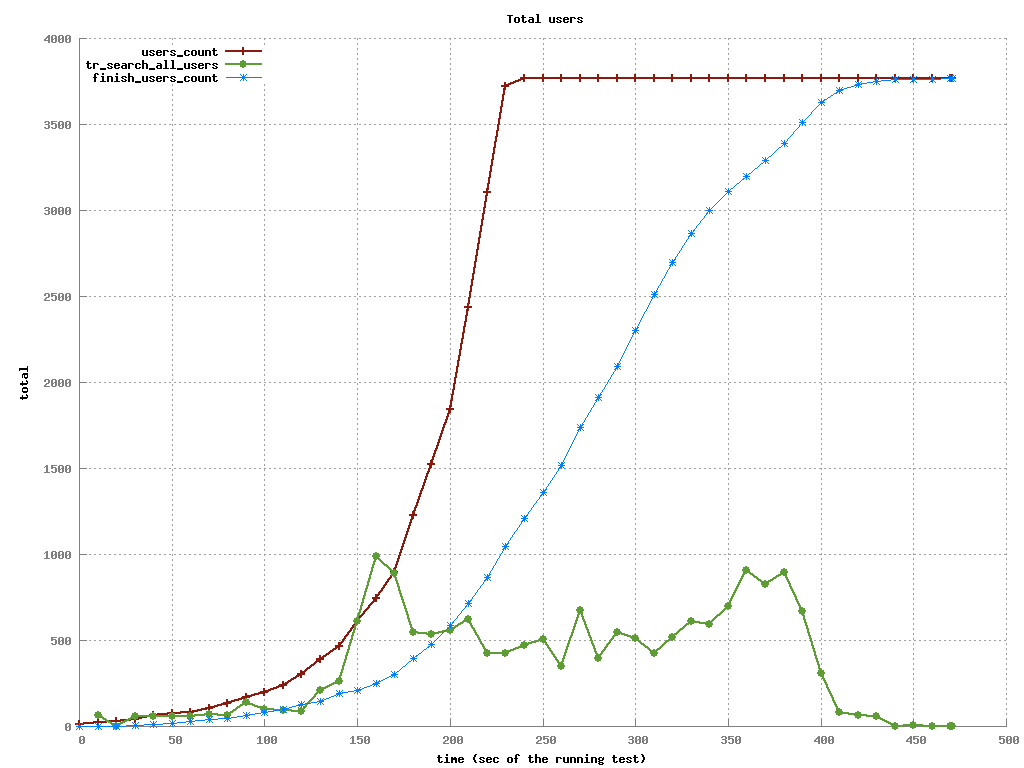 Total users
4000
3500
3000
2500
2000
1500
1000
500
0
users_count
tr_search_all_users
finish_users_count
total
0 50 100 150 200 250 300 350 400 450 500
time (sec of the running test)